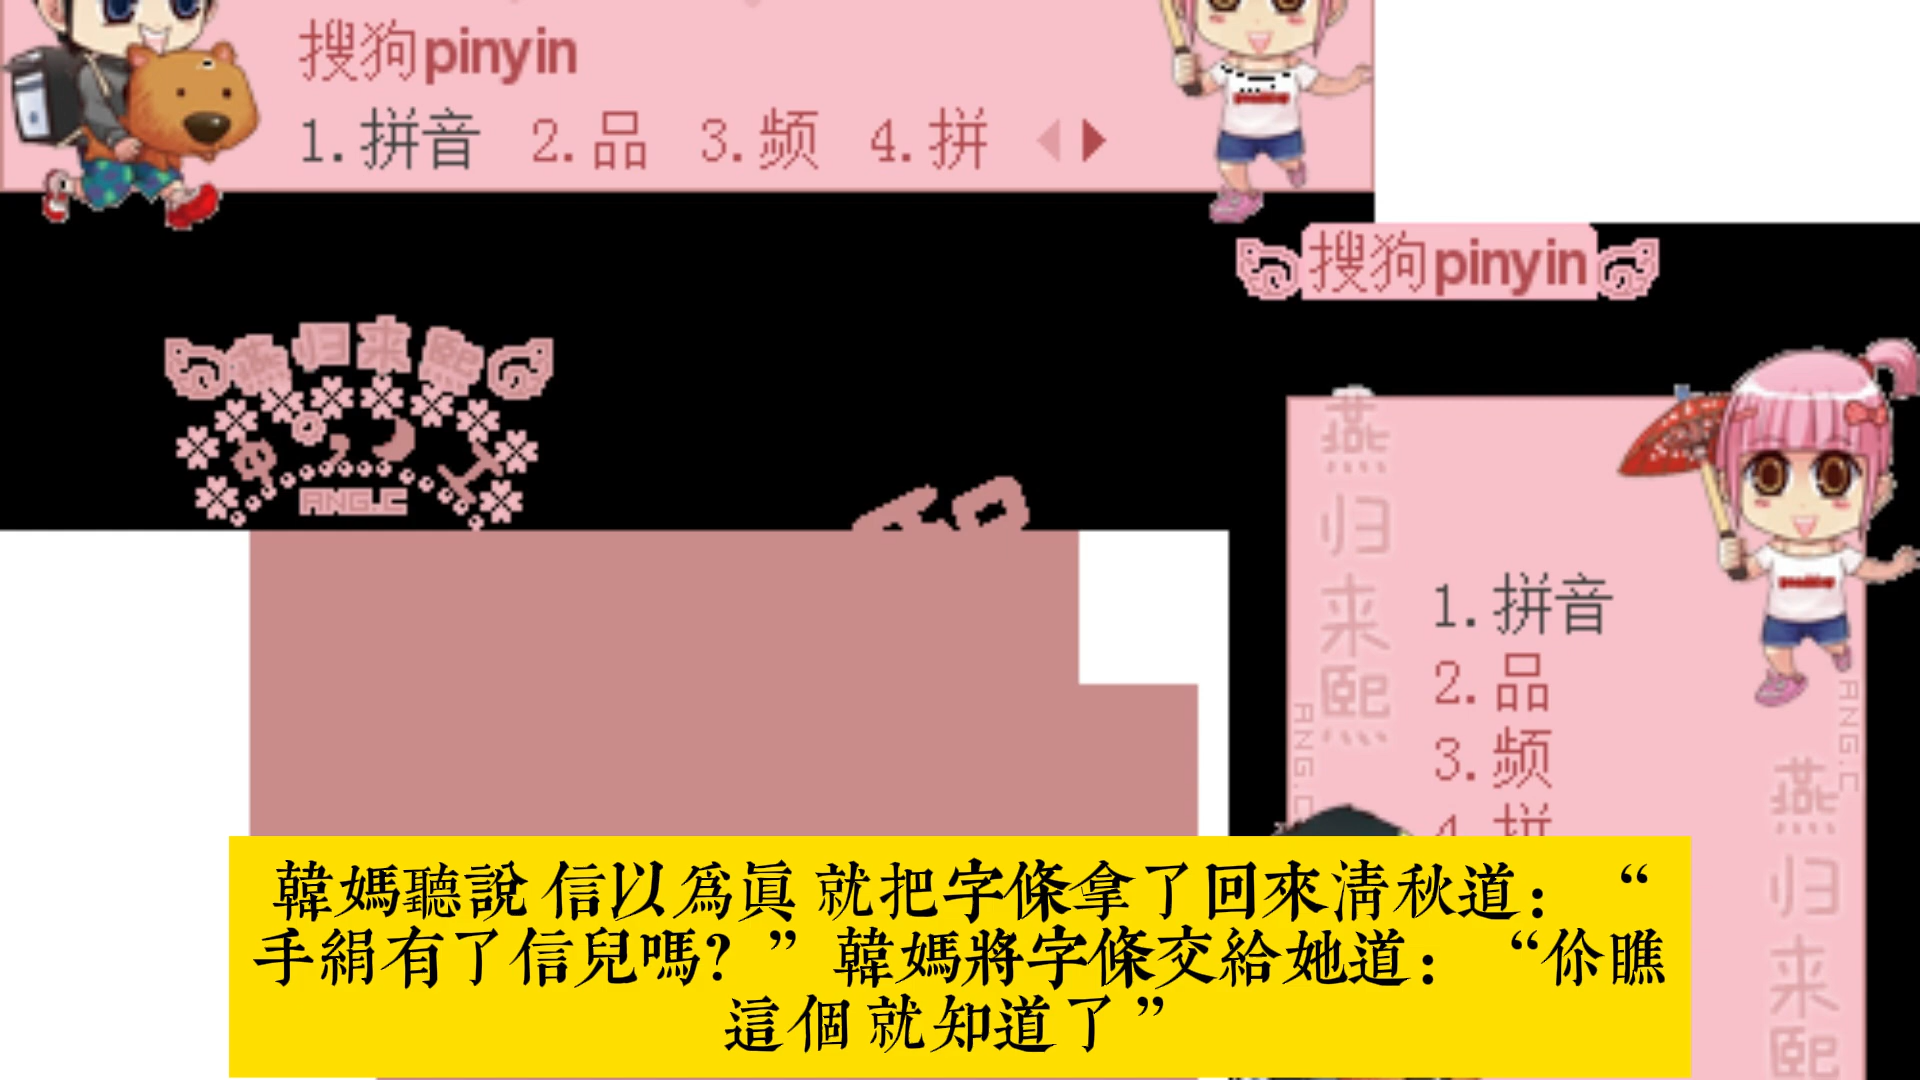 搜狗pinyin
1.拼音 2.品 3.频 4.拼
搜狗pinyin
燕归来熙
ANG.C
燕归来熙
ANG.C
1.拼音
2.品
3.频
4.拼
ANG.C
燕归来熙
韓媽聽說 信以爲眞 就把字條拿了回來淸秋道：“
手絹有了信兒嗎？”韓媽將字條交給她道：“伱瞧
這個 就知道了”